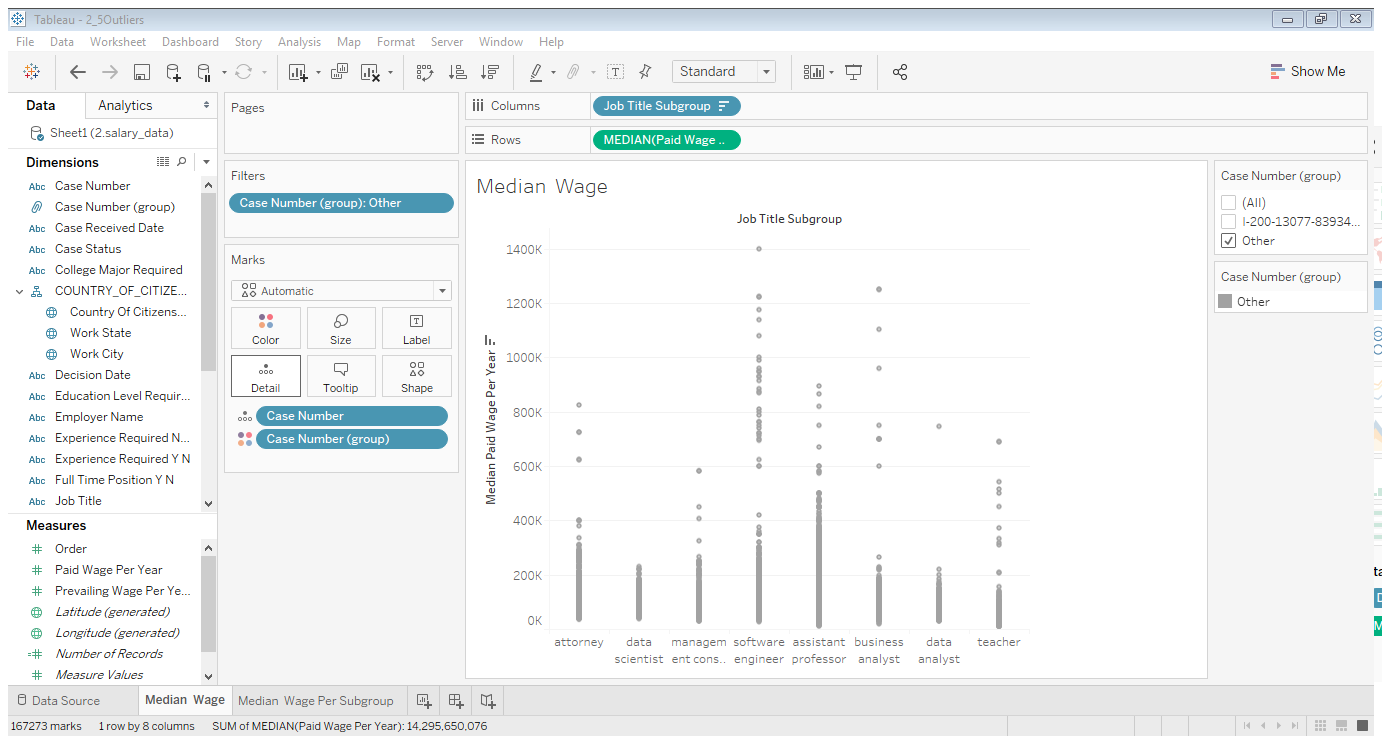 Tableau - 2_5Outliers
File Data Worksheet Dashboard Story Analysis Map Format Server Window Help
Standard
Show Me
Data
Analytics
Sheet1 (2.salary_data)
Dimensions
Abc Case Number
Case Number (group)
Abc Case Received Date
Abc Case Status
Abc College Major Required
COUNTRY_OF_CITIZE...
Country Of Citizens...
Work State
Work City
Abc Decision Date
Abc Education Level Requir...
Abc Employer Name
Abc Experience Required N...
Abc Experience Required Y N
Abc Full Time Position Y N
Abc Job Title
Measures
Order
Paid Wage Per Year
Prevailing Wage Per Ye...
Latitude (generated)
Longitude (generated)
Number of Records
Measure Values
Pages
Filters
Case Number (group): Other
Marks
Automatic
Color
Size
Label
Detail
Tooltip
Shape
Case Number
Case Number (group)
Columns
Job Title Subgroup
Rows
MEDIAN(Paid Wage ..
Median Wage
Job Title Subgroup
Median Paid Wage Per Year
1400K
1200K
1000K
800K
600K
400K
200K
0K
attorney
data
scientist
managem
ent cons..
software
engineer
assistant
professor
business
analyst
data
analyst
teacher
Case Number (group)
(All)
I-200-13077-83934...
Other
Case Number (group)
Other
Data Source
Median Wage
Median Wage Per Subgroup
167273 marks
1 row by 8 columns
SUM of MEDIAN(Paid Wage Per Year): 14,295,650,076